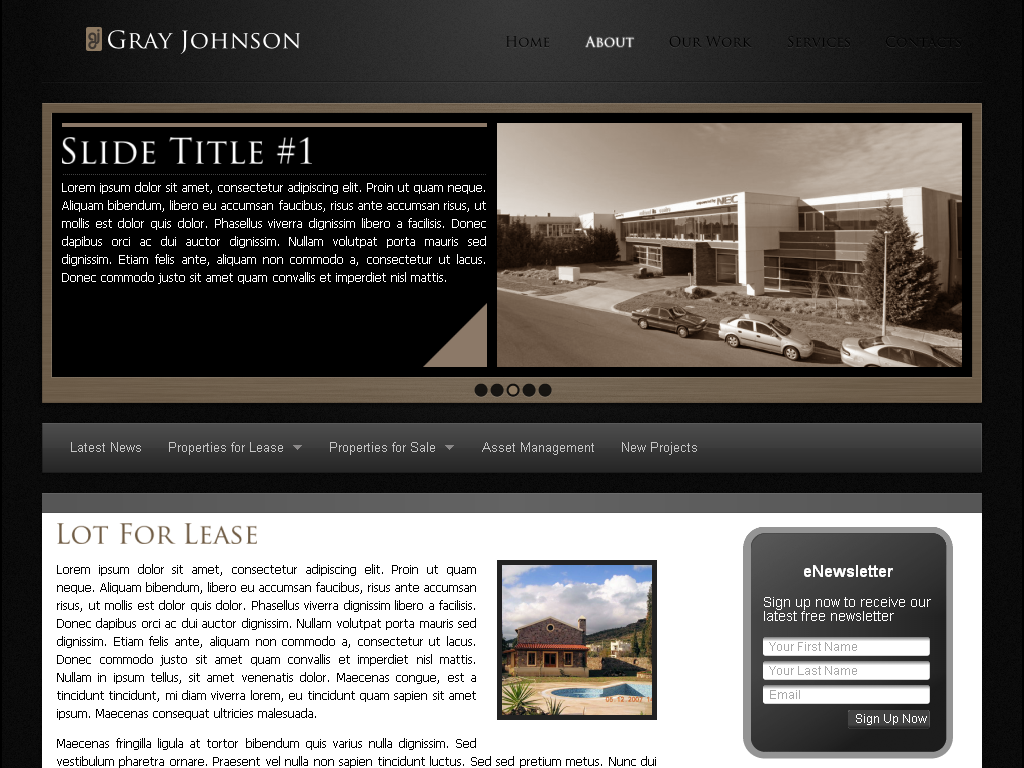 gj GRAY JOHNSON
HOME ABOUT OUR WORK SERVICES CONTACTS
SLIDE TITLE #1
Lorem ipsum dolor sit amet, consectetur adipiscing elit. Proin ut quam neque.
Aliquam bibendum, libero eu accumsan faucibus, risus ante accumsan risus, ut
mollis est dolor quis dolor. Phasellus viverra dignissim libero a facilisis. Donec
dapibus orci ac dui auctor dignissim. Nullam volutpat porta mauris sed
dignissim. Etiam felis ante, aliquam non commodo a, consectetur ut lacus.
Donec commodo justo sit amet quam convallis et imperdiet nisl mattis.
NEC
Latest News Properties for Lease Properties for Sale Asset Management New Projects
LOT FOR LEASE
Lorem ipsum dolor sit amet, consectetur adipiscing elit. Proin ut quam
neque. Aliquam bibendum, libero eu accumsan faucibus, risus ante accumsan
risus, ut mollis est dolor quis dolor. Phasellus viverra dignissim libero a facilisis.
Donec dapibus orci ac dui auctor dignissim. Nullam volutpat porta mauris sed
dignissim. Etiam felis ante, aliquam non commodo a, consectetur ut lacus.
Donec commodo justo sit amet quam convallis et imperdiet nisl mattis.
Nullam in ipsum tellus, sit amet venenatis dolor. Maecenas congue, est a
tincidunt tincidunt, mi diam viverra lorem, eu tincidunt quam sapien sit amet
ipsum. Maecenas consequat ultricies malesuada.
Maecenas fringilla ligula at tortor bibendum quis varius nulla dignissim. Sed
vestibulum pharetra ornare. Praesent vel nulla non sapien tincidunt luctus. Sed sed pretium metus. Nunc dui
eNewsletter
Sign up now to receive our
latest free newsletter
Your First Name
Your Last Name
Email
Sign Up Now